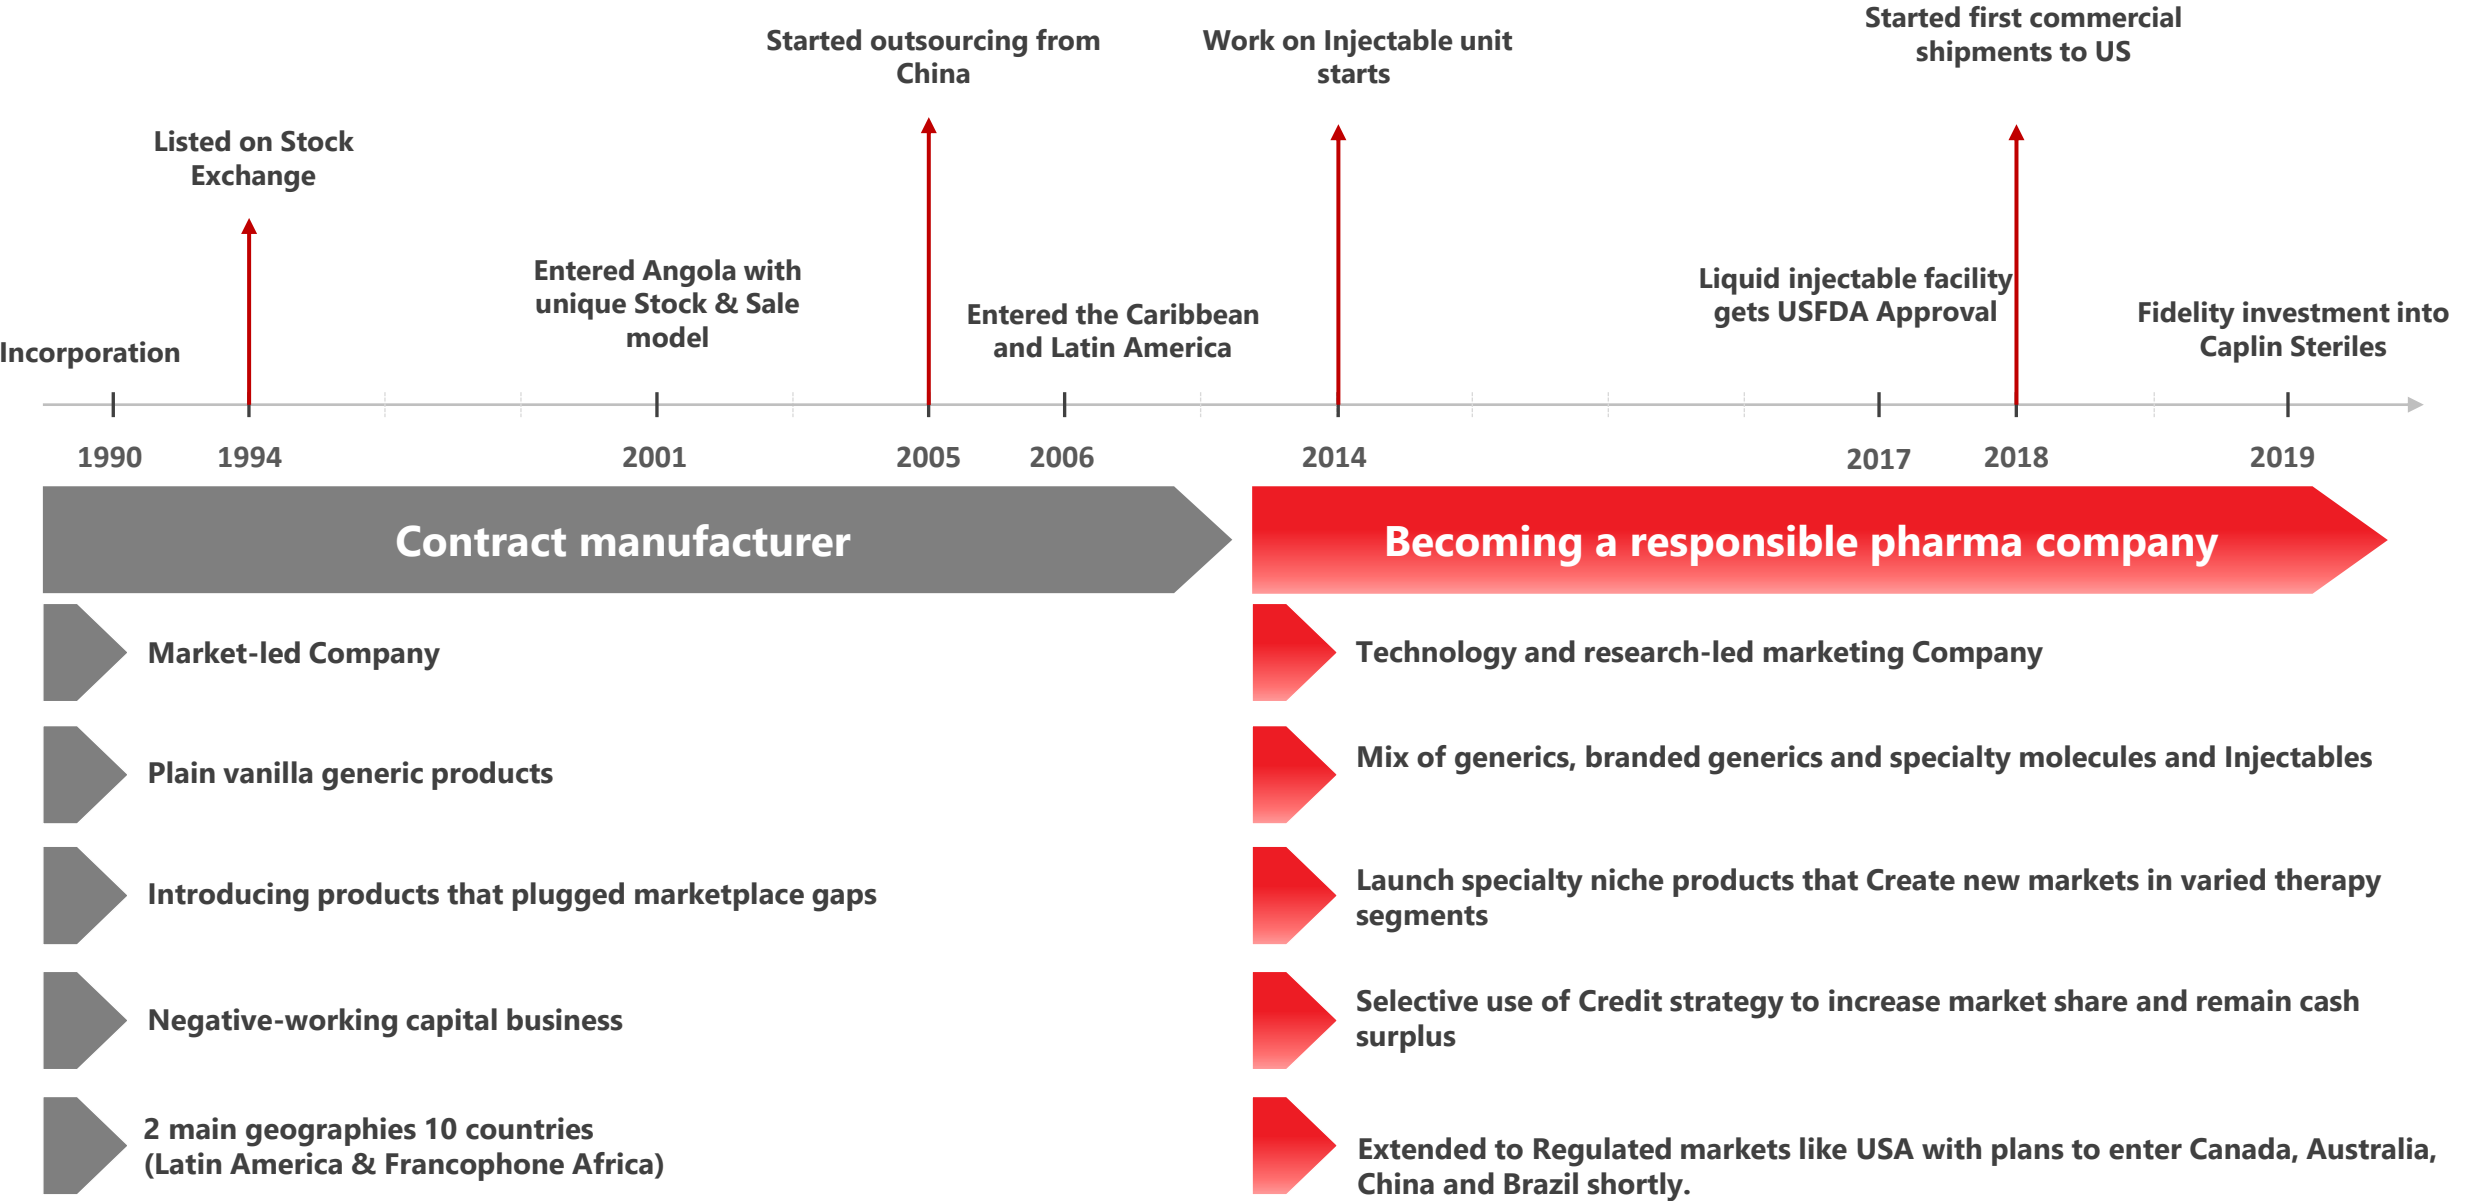 Started first commercial
shipments to US
Started outsourcing from
China
Work on Injectable unit
starts
Listed on Stock
Exchange
Entered Angola with
unique Stock & Sale
model
Liquid injectable facility
gets USFDA Approval
Entered the Caribbean
and Latin America
Fidelity investment into
Caplin Steriles
Incorporation
1990 1994 2001 2005 2006 2014 2017 2018 2019
Contract manufacturer
Market-led Company
Plain vanilla generic products
Introducing products that plugged marketplace gaps
Negative-working capital business
2 main geographies 10 countries
(Latin America & Francophone Africa)
Becoming a responsible pharma company
Technology and research-led marketing Company
Mix of generics, branded generics and specialty molecules and Injectables
Launch specialty niche products that Create new markets in varied therapy
segments
Selective use of Credit strategy to increase market share and remain cash
surplus
Extended to Regulated markets like USA with plans to enter Canada, Australia,
China and Brazil shortly.